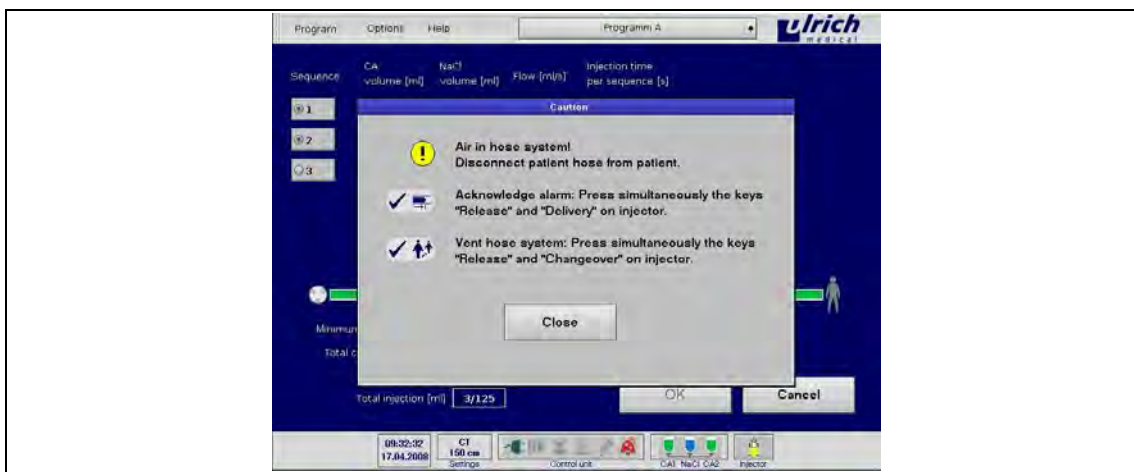 Program Options Help Programm A ulrich
medical
Sequence CA volume [ml] NaCl volume [ml] Flow [ml/s] Injection time per sequence [s]
1
2
3
Caution
Air in hose system!
Disconnect patient hose from patient.
Acknowledge alarm: Press simultaneously the keys
"Release" and "Delivery" on injector.
Vent hose system: Press simultaneously the keys
"Release" and "Changeover" on injector.
Close
Minimum
Total c
Total injection [ml] 3/125 OK Cancel
09:32:32 CT
17.04.2008 150 cm
Settings Control unit CA1 NaCl CA2 Injector